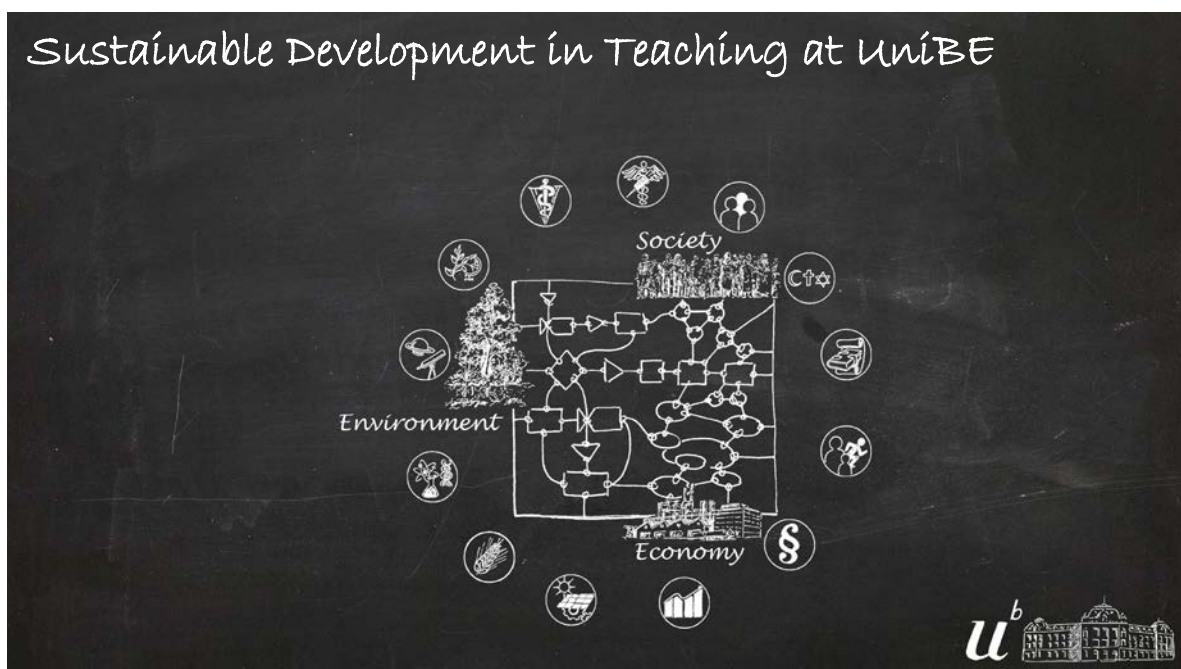 Sustainable Development in Teaching at UniBE
Society
Environment
§
Economy
u
b